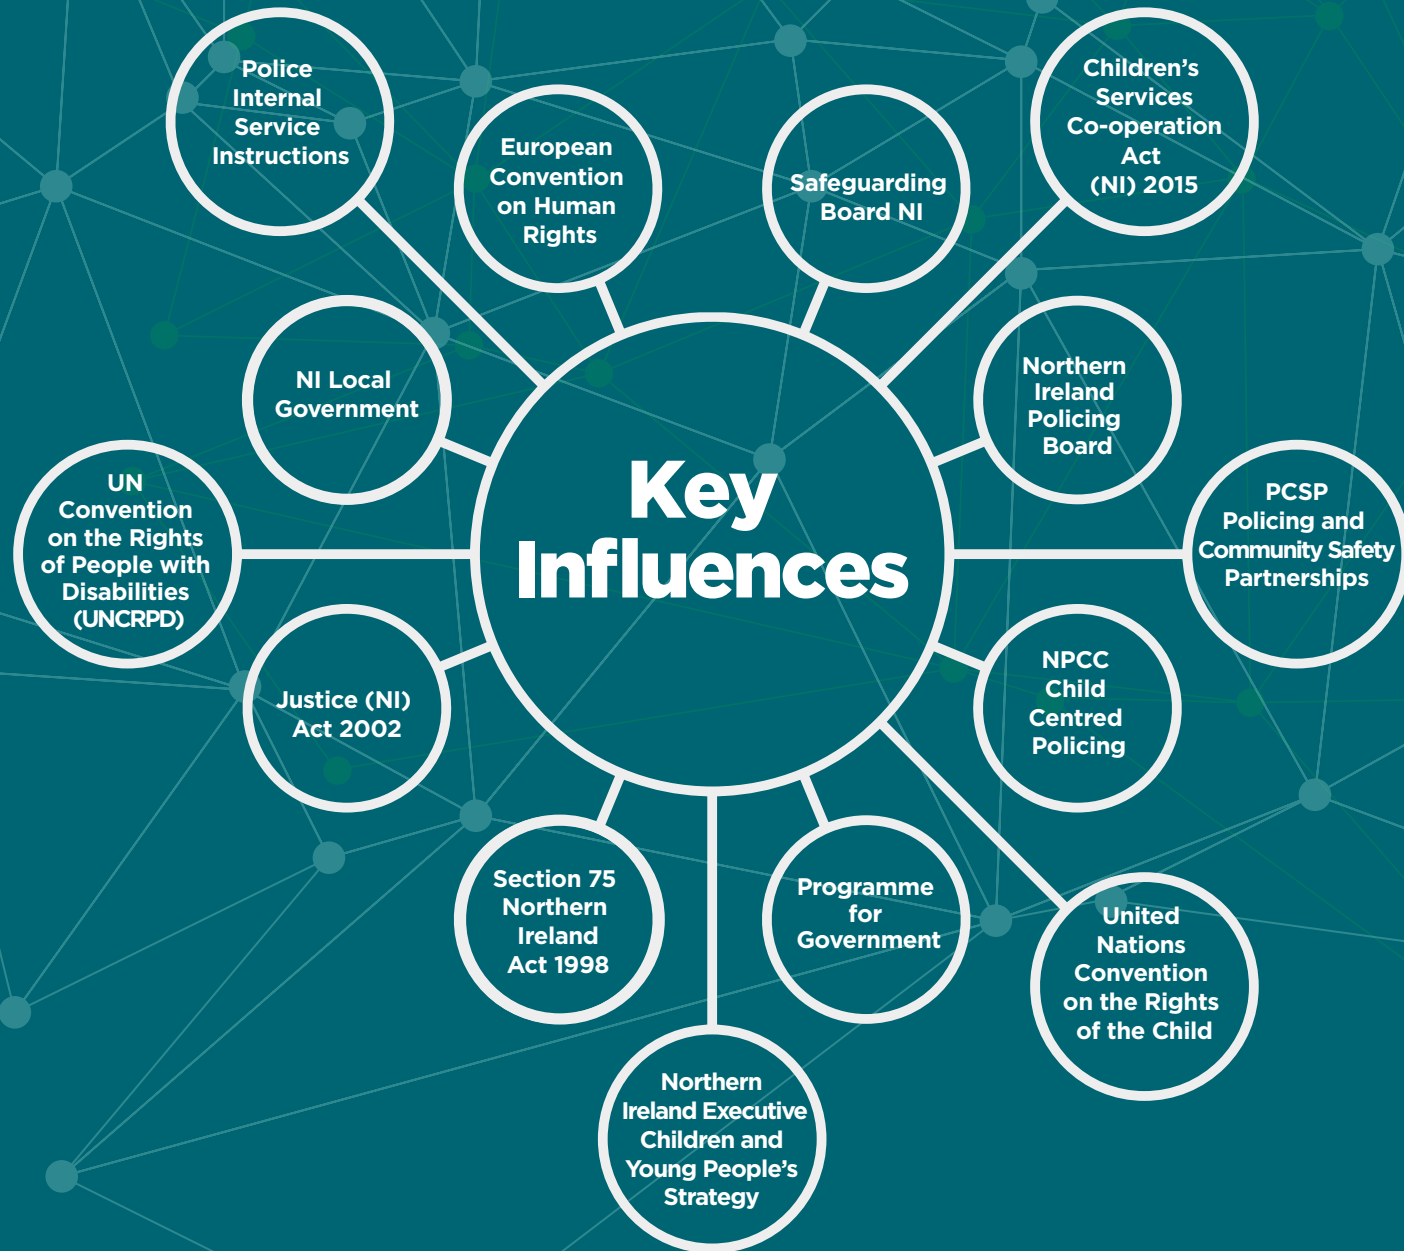 Police
Internal
Service
Instructions
European
Convention
on Human
Rights
Safeguarding
Board NI
Children’s
Services
Co-operation
Act
(NI) 2015
NI Local
Government
Northern
Ireland
Policing
Board
UN
Convention
on the Rights
of People with
Disabilities
(UNCRPD)
Key
Influences
PCSP
Policing and
Community Safety
Partnerships
Justice (NI)
Act 2002
NPCC
Child
Centred
Policing
Section 75
Northern
Ireland
Act 1998
Programme
for
Government
United
Nations
Convention
on the Rights
of the Child
Northern
Ireland Executive
Children and
Young People’s
Strategy